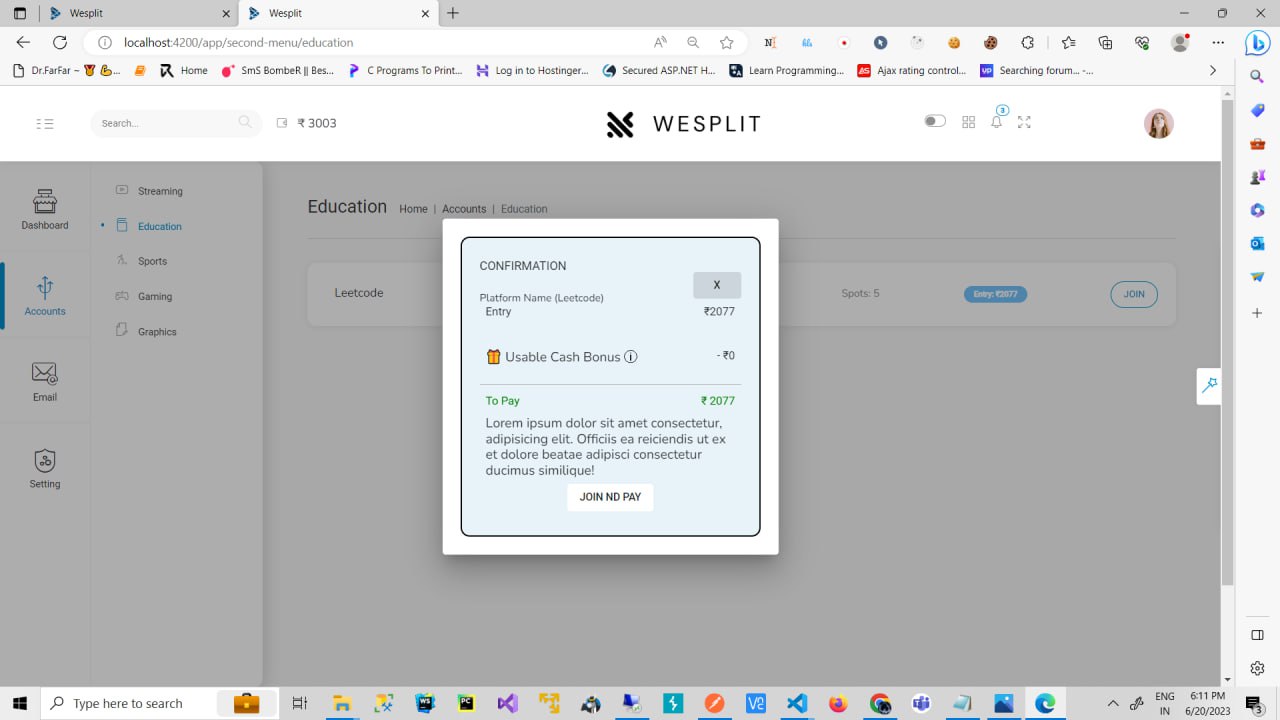 Wesplit
Wesplit
localhost:4200/app/second-menu/education
Dr.FarFar ~
Home
SmS BombeR || Bes...
C Programs To Print...
Log in to Hostinger...
Secured ASP.NET H...
Learn Programming...
Ajax rating control...
Searching forum... -...
Search...
₹ 3003
WESPLIT
3
Dashboard
Accounts
Email
Setting
Streaming
Education
Sports
Gaming
Graphics
Education
Home | Accounts | Education
Leetcode
Spots: 5
Entry: ₹2077
JOIN
CONFIRMATION
X
Platform Name (Leetcode)
Entry ₹2077
Usable Cash Bonus - ₹0
To Pay ₹ 2077
Lorem ipsum dolor sit amet consectetur,
adipisicing elit. Officiis ea reiciendis ut ex
et dolore beatae adipisci consectetur
ducimus similique!
JOIN ND PAY
Type here to search
ENG
IN
6:11 PM
6/20/2023
3